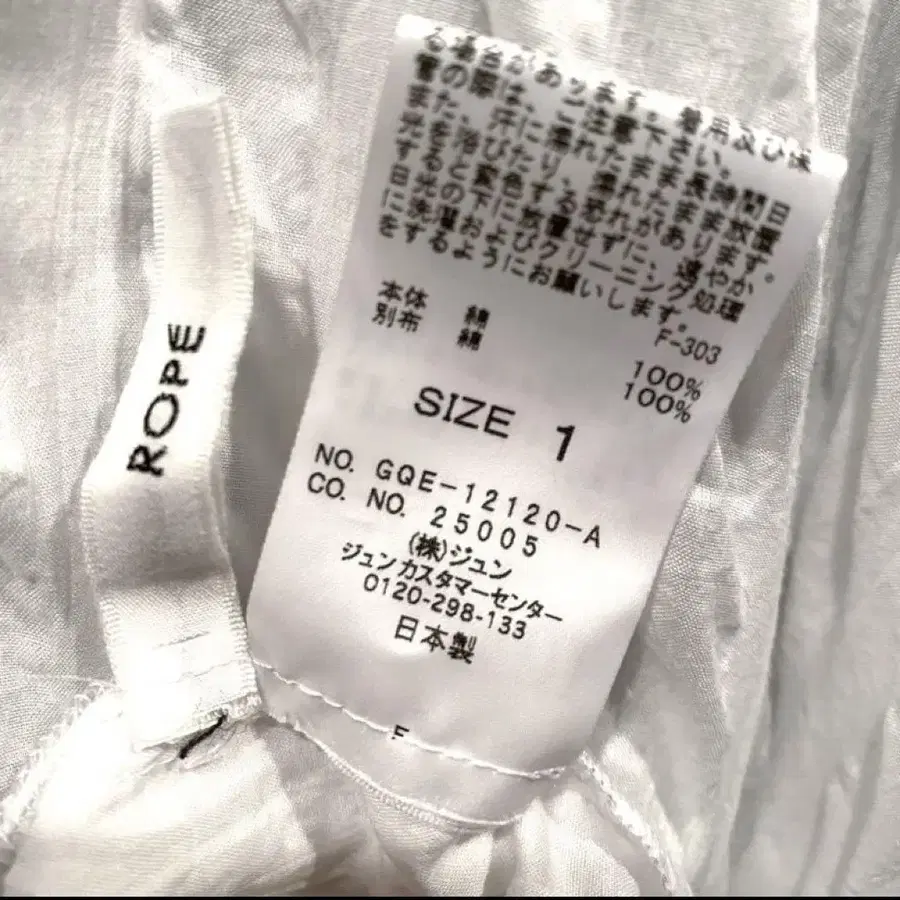 る場合があります。着用及び保
管の際は、ご注意下さい。
また、長時間日
光を浴びたり、濡れたまま放置
すると変色する恐れがあります。
日光の下に放置せずに、速やか
に洗濯およびクリーニング処理
をするようにお願いします。
F-303
本体 綿 100%
別布 綿 100%
SIZE 1
NO. GQE-12120-A
CO. NO. 25005
(株)ジュン
ジュンカスタマーセンター
0120-298-133
日本製
F
ROPE